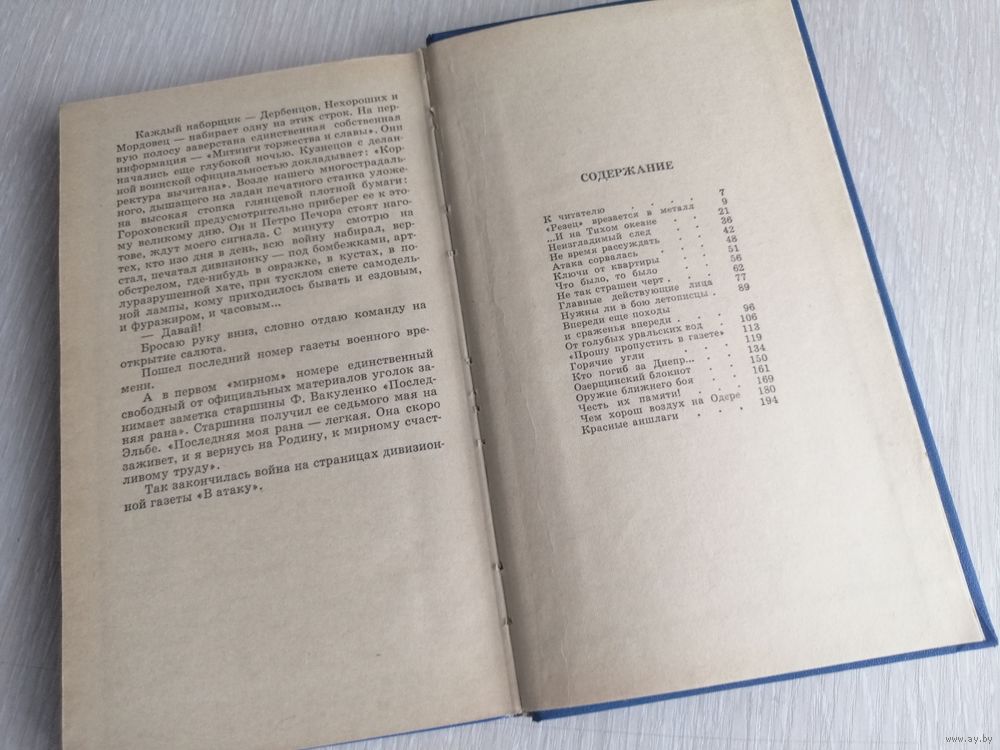 Каждый наборщик — Дербенцов, Нехороших и
Мордовец — набирает одну из этих строк. На пер-
вую полосу заверстана единственная собственная
информация — «Митинги торжества и славы». Они
начались еще глубокой ночью. Кузнецов с делан-
ной воинской официальностью докладывает: «Кор-
ректура вычитана». Возле нашего многострадаль-
ного, дышащего на ладан печатного станка уложе-
на высокая стопка глянцевой плотной бумаги:
Гороховский предусмотрительно приберег ее к это-
му великому дню. Он и Петро Печора стоят наго-
тове, ждут моего сигнала. С минуту смотрю на
тех, кто изо дня в день, всю войну набирал, вер-
стал, печатал дивизионку — под бомбежками, арт-
обстрелом, где-нибудь в овражке, в кустах, в по-
луразрушенной хате, при тусклом свете самодель-
ной лампы, кому приходилось бывать и ездовым,
и фуражиром, и часовым...
— Давай!
Бросаю руку вниз, словно отдаю команду на
открытие салюта.
Пошел последний номер газеты военного вре-
мени.
А в первом «мирном» номере единственный
свободный от официальных материалов уголок за-
нимает заметка старшины Ф. Вакуленко «Послед-
няя рана». Старшина получил ее седьмого мая на
Эльбе. «Последняя моя рана — легкая. Она скоро
заживет, и я вернусь на Родину, к мирному счаст-
ливому труду».
Так закончилась война на страницах дивизион-
ной газеты «В атаку».
СОДЕРЖАНИЕ
К читателю . . . . . 7
«Резец» врезается в металл 9
...И на Тихом океане . . 21
Неизгладимый след . . 36
Не время рассуждать . . 42
Атака сорвалась . . . 48
Ключи от квартиры . . 51
Что было, то было . . 56
Не так страшен черт . . 62
Главные действующие лица 77
Нужны ли в бою летописцы . 89
Впереди еще походы
и сраженья впереди . . 96
От голубых уральских вод . 106
«Прошу пропустить в газете» 113
Горячие угли . . . 119
Кто погиб за Днепр... . . 134
Озерщинский блокнот . . 150
Оружие ближнего боя . . 161
Честь их памяти! . . . 169
Чем хорош воздух на Одере 180
Красные аншлаги . . . 194
www.ay.by